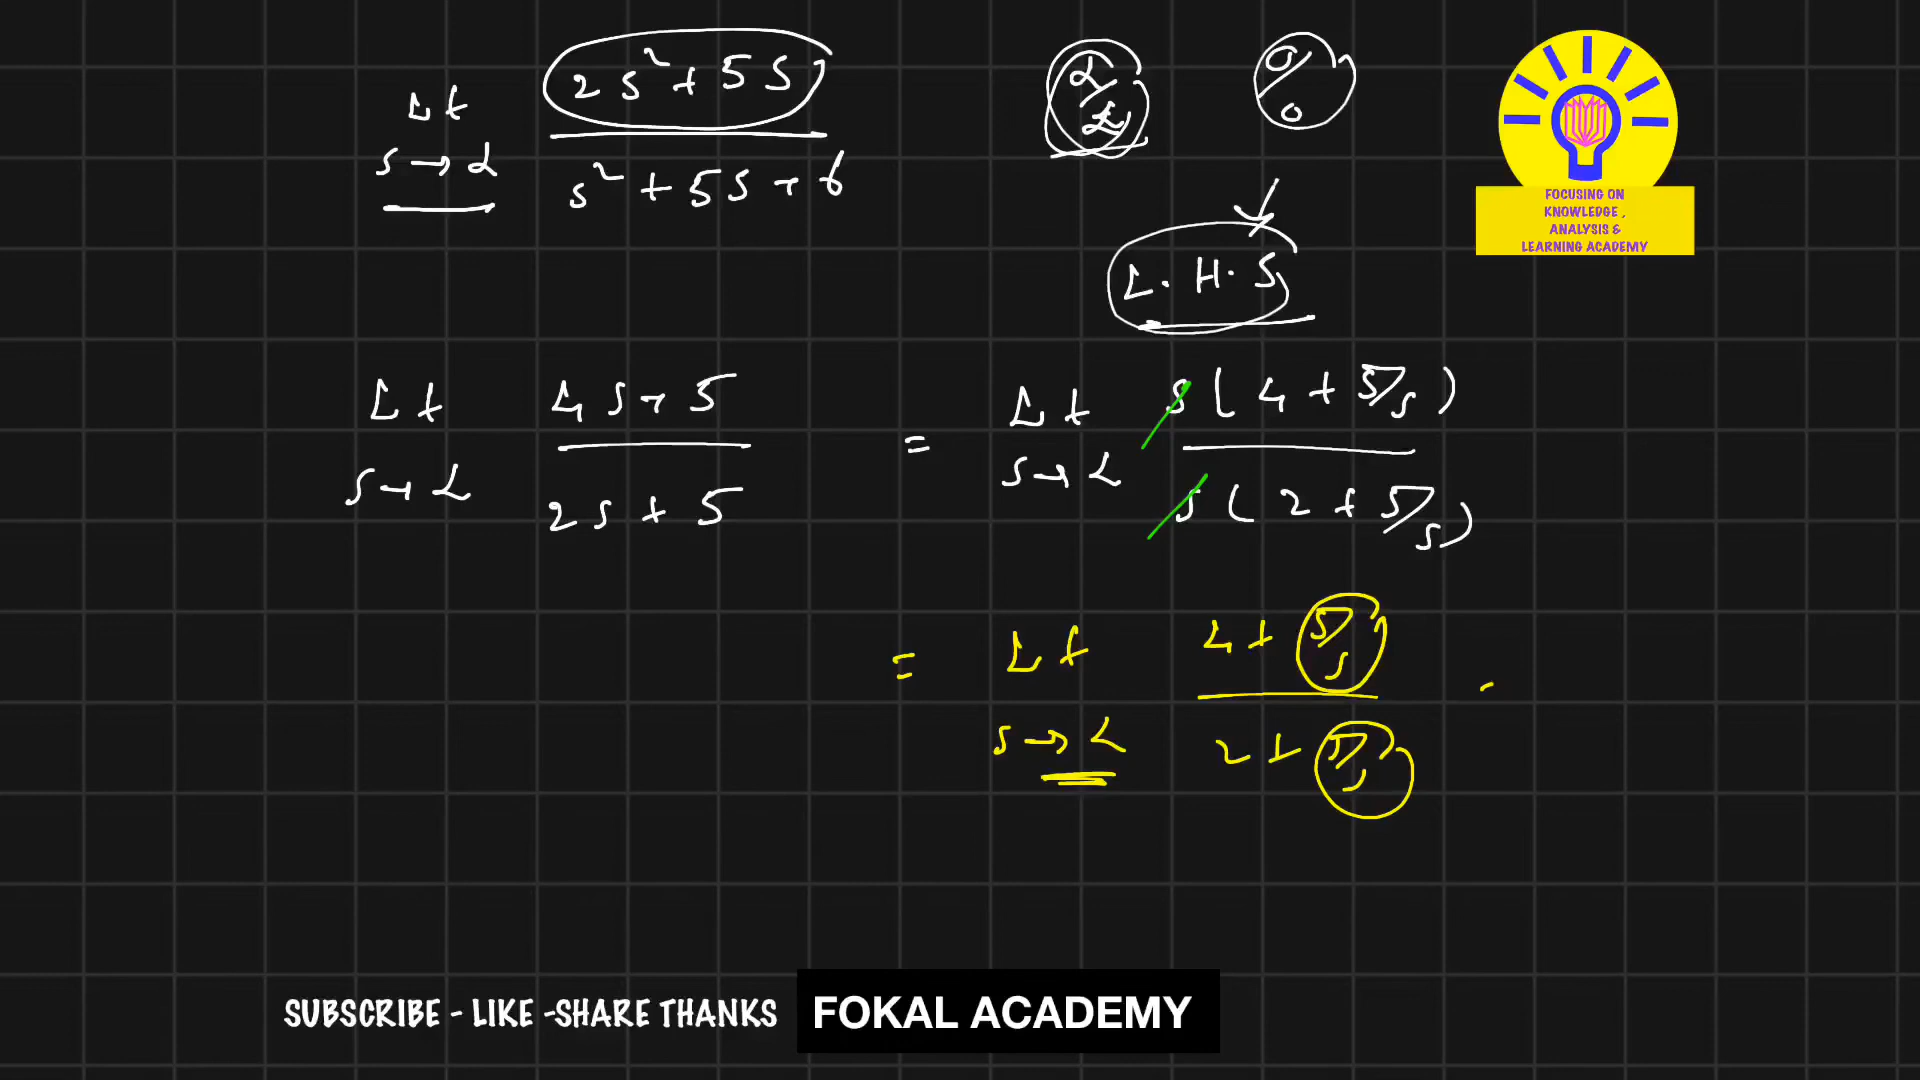 Lt 2s²+5s
s→∞ s²+5s+6
∞/∞ 0/0
FOCUSING ON
KNOWLEDGE ,
ANALYSIS &
LEARNING ACADEMY
L.H.S
Lt 4s+5 = Lt s(4+5/s)
s→∞ 2s+5 s→∞ s(2+5/s)
= Lt 4+5/s
s→∞ 2+5/s
SUBSCRIBE - LIKE -SHARE THANKS FOKAL ACADEMY